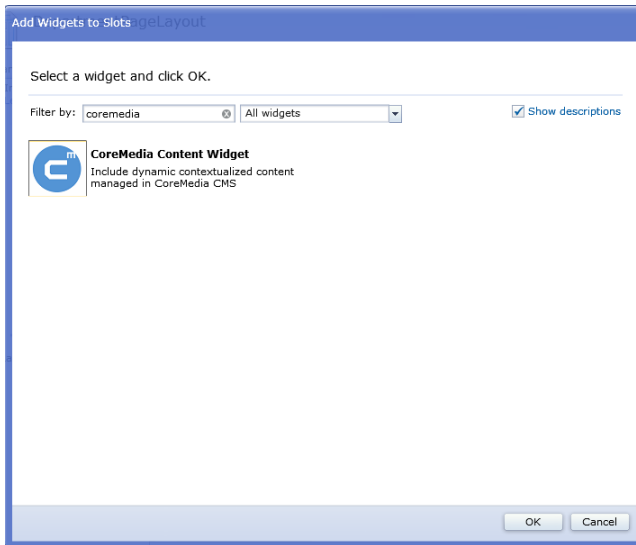 Add Widgets to Slots
Select a widget and click OK.
Filter by: coremedia All widgets Show descriptions
CoreMedia Content Widget
Include dynamic contextualized content
managed in CoreMedia CMS
cm
OK Cancel